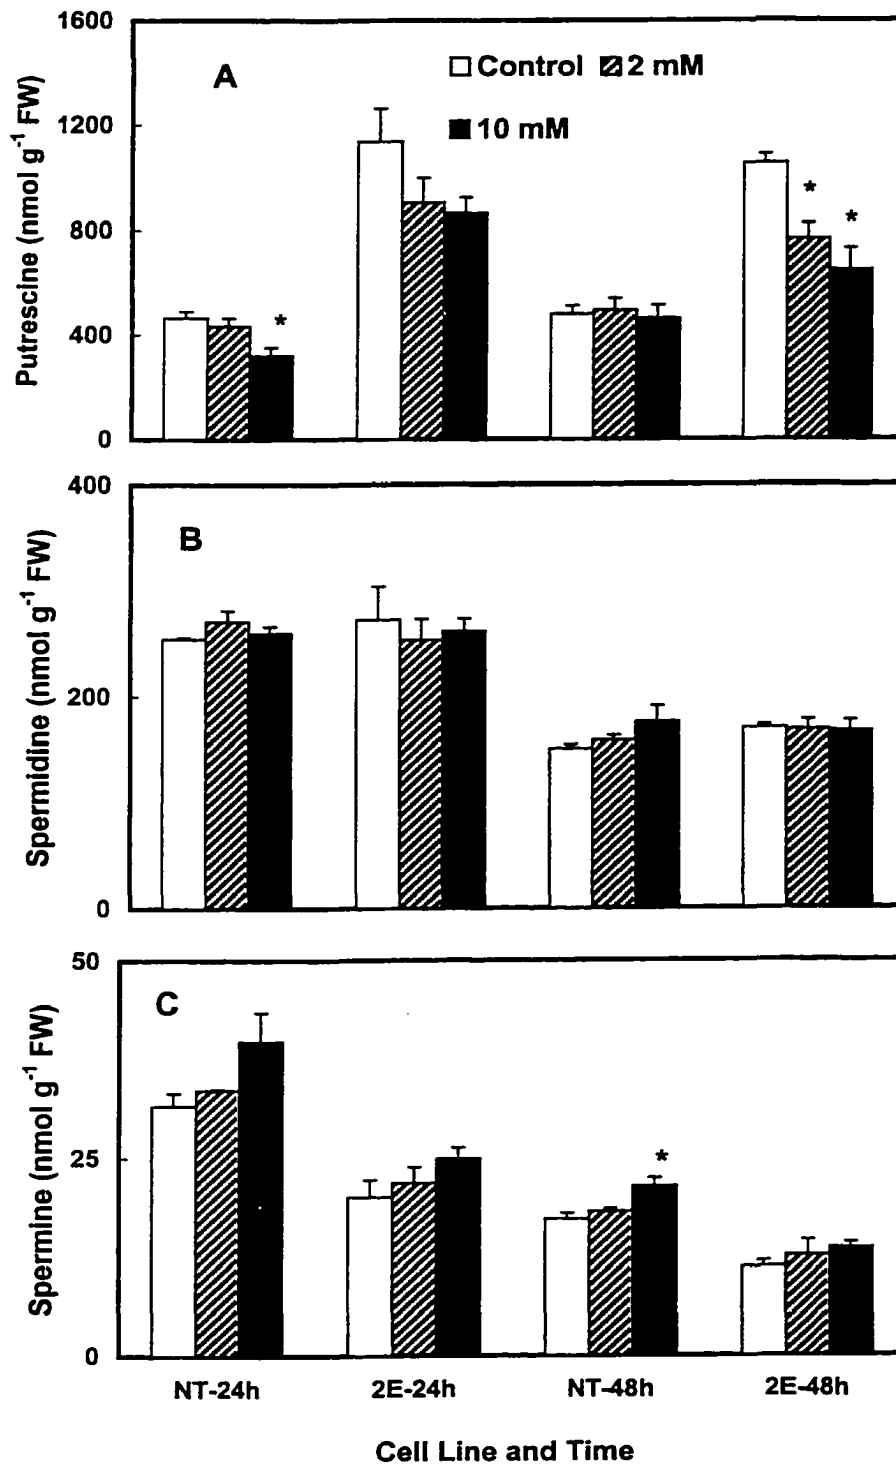 1600
A
Control 2 mM
10 mM
1200
800
400
0
Putrescine (nmol g⁻¹ FW)
*
*
*
400
B
200
0
Spermidine (nmol g⁻¹ FW)
50
C
25
0
Spermine (nmol g⁻¹ FW)
*
NT-24h 2E-24h NT-48h 2E-48h
Cell Line and Time